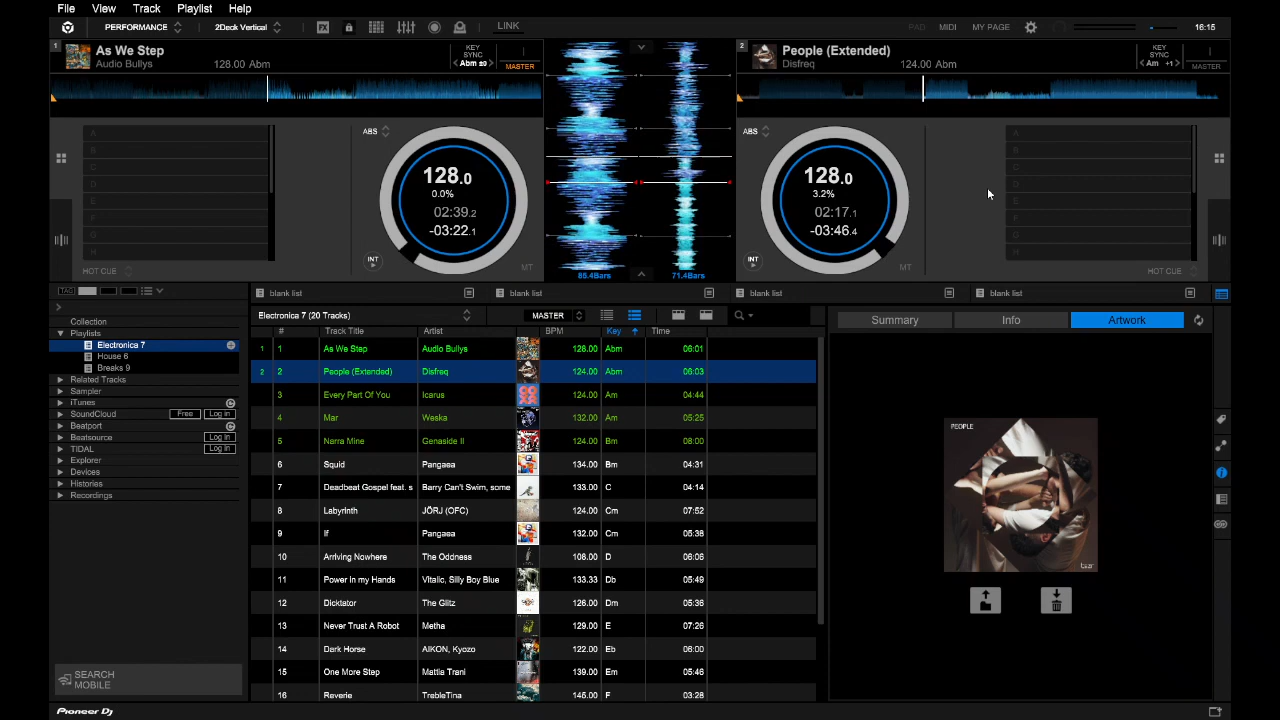 File View Track Playlist Help
PERFORMANCE 2Deck Vertical FX LINK PAD MIDI MY PAGE 16:15
1 As We Step
Audio Bullys 128.00 Abm
KEY SYNC
Abm ±0 MASTER
2 People (Extended)
Disfreq 124.00 Abm
KEY SYNC
Am +1 MASTER
A
B
C
D
E
F
G
H
HOT CUE
ABS
128.0
0.0%
02:39.2
-03:22.1
INT
MT
85.4Bars 71.4Bars
ABS
128.0
3.2%
02:17.1
-03:46.4
INT
MT
A
B
C
D
E
F
G
H
HOT CUE
TAG
blank list blank list blank list blank list
Collection
Playlists
Electronica 7
House 6
Breaks 9
Related Tracks
Sampler
iTunes
SoundCloud Free Log in
Beatport
Beatsource Log in
TIDAL Log in
Explorer
Devices
Histories
Recordings
SEARCH
MOBILE
Electronica 7 (20 Tracks) MASTER
# Track Title Artist BPM Key Time
1 1 As We Step Audio Bullys 128.00 Abm 06:01
2 2 People (Extended) Disfreq 124.00 Abm 06:03
3 Every Part Of You Icarus 124.00 Am 04:44
4 Mar Weska 132.00 Am 05:25
5 Narra Mine Genaside II 124.00 Bm 08:00
6 Squid Pangaea 134.00 Bm 04:31
7 Deadbeat Gospel feat. s Barry Can't Swim, some 133.00 C 04:14
8 Labyrinth JÖRJ (OFC) 124.00 Cm 07:52
9 If Pangaea 132.00 Cm 05:38
10 Arriving Nowhere The Oddness 108.00 D 06:06
11 Power in my Hands Vitalic, Silly Boy Blue 133.33 Db 05:49
12 Dicktator The Glitz 126.00 Dm 05:36
13 Never Trust A Robot Metha 129.00 E 07:26
14 Dark Horse AIKON, Kyozo 122.00 Eb 06:00
15 One More Step Mattia Trani 139.00 Em 05:46
16 Reverie TrebleTina 145.00 F 03:28
Summary Info Artwork
PEOPLE
Pioneer Dj